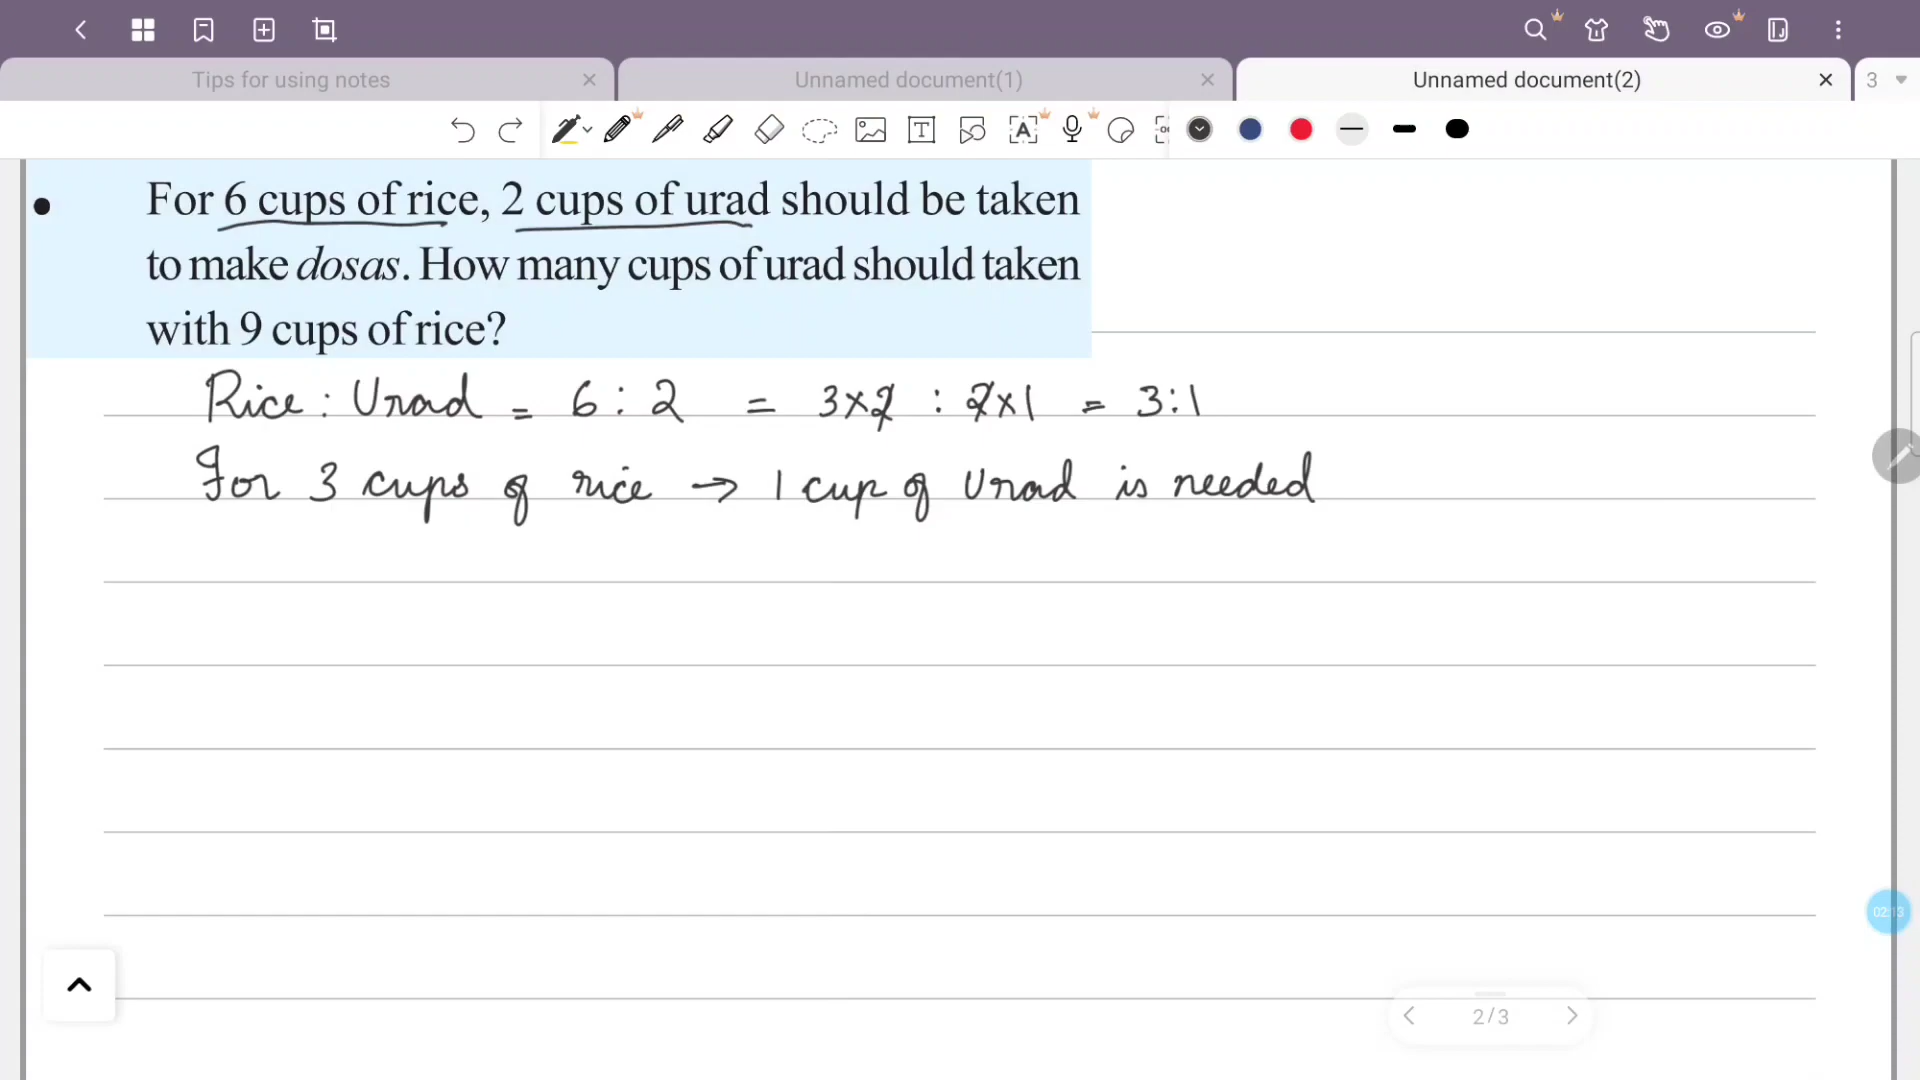 Tips for using notes
Unnamed document(1)
Unnamed document(2)
3
For 6 cups of rice, 2 cups of urad should be taken
to make dosas. How many cups of urad should taken
with 9 cups of rice?
Rice : Urad = 6 : 2 = 3×2 : 2×1 = 3:1
For 3 cups of rice → 1 cup of Urad is needed
02:13
2/3